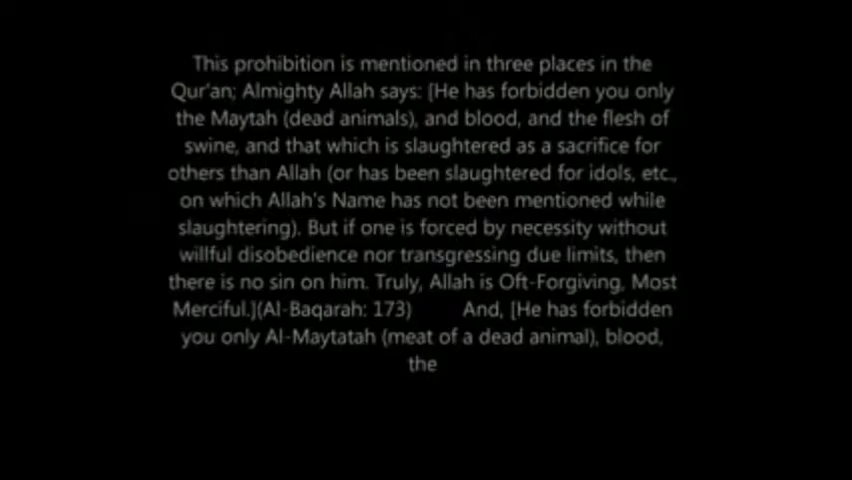 This prohibition is mentioned in three places in the
Qur'an; Almighty Allah says: [He has forbidden you only
the Maytah (dead animals), and blood, and the flesh of
swine, and that which is slaughtered as a sacrifice for
others than Allah (or has been slaughtered for idols, etc.,
on which Allah's Name has not been mentioned while
slaughtering). But if one is forced by necessity without
willful disobedience nor transgressing due limits, then
there is no sin on him. Truly, Allah is Oft-Forgiving, Most
Merciful.](Al-Baqarah: 173) And, [He has forbidden
you only Al-Maytatah (meat of a dead animal), blood,
the